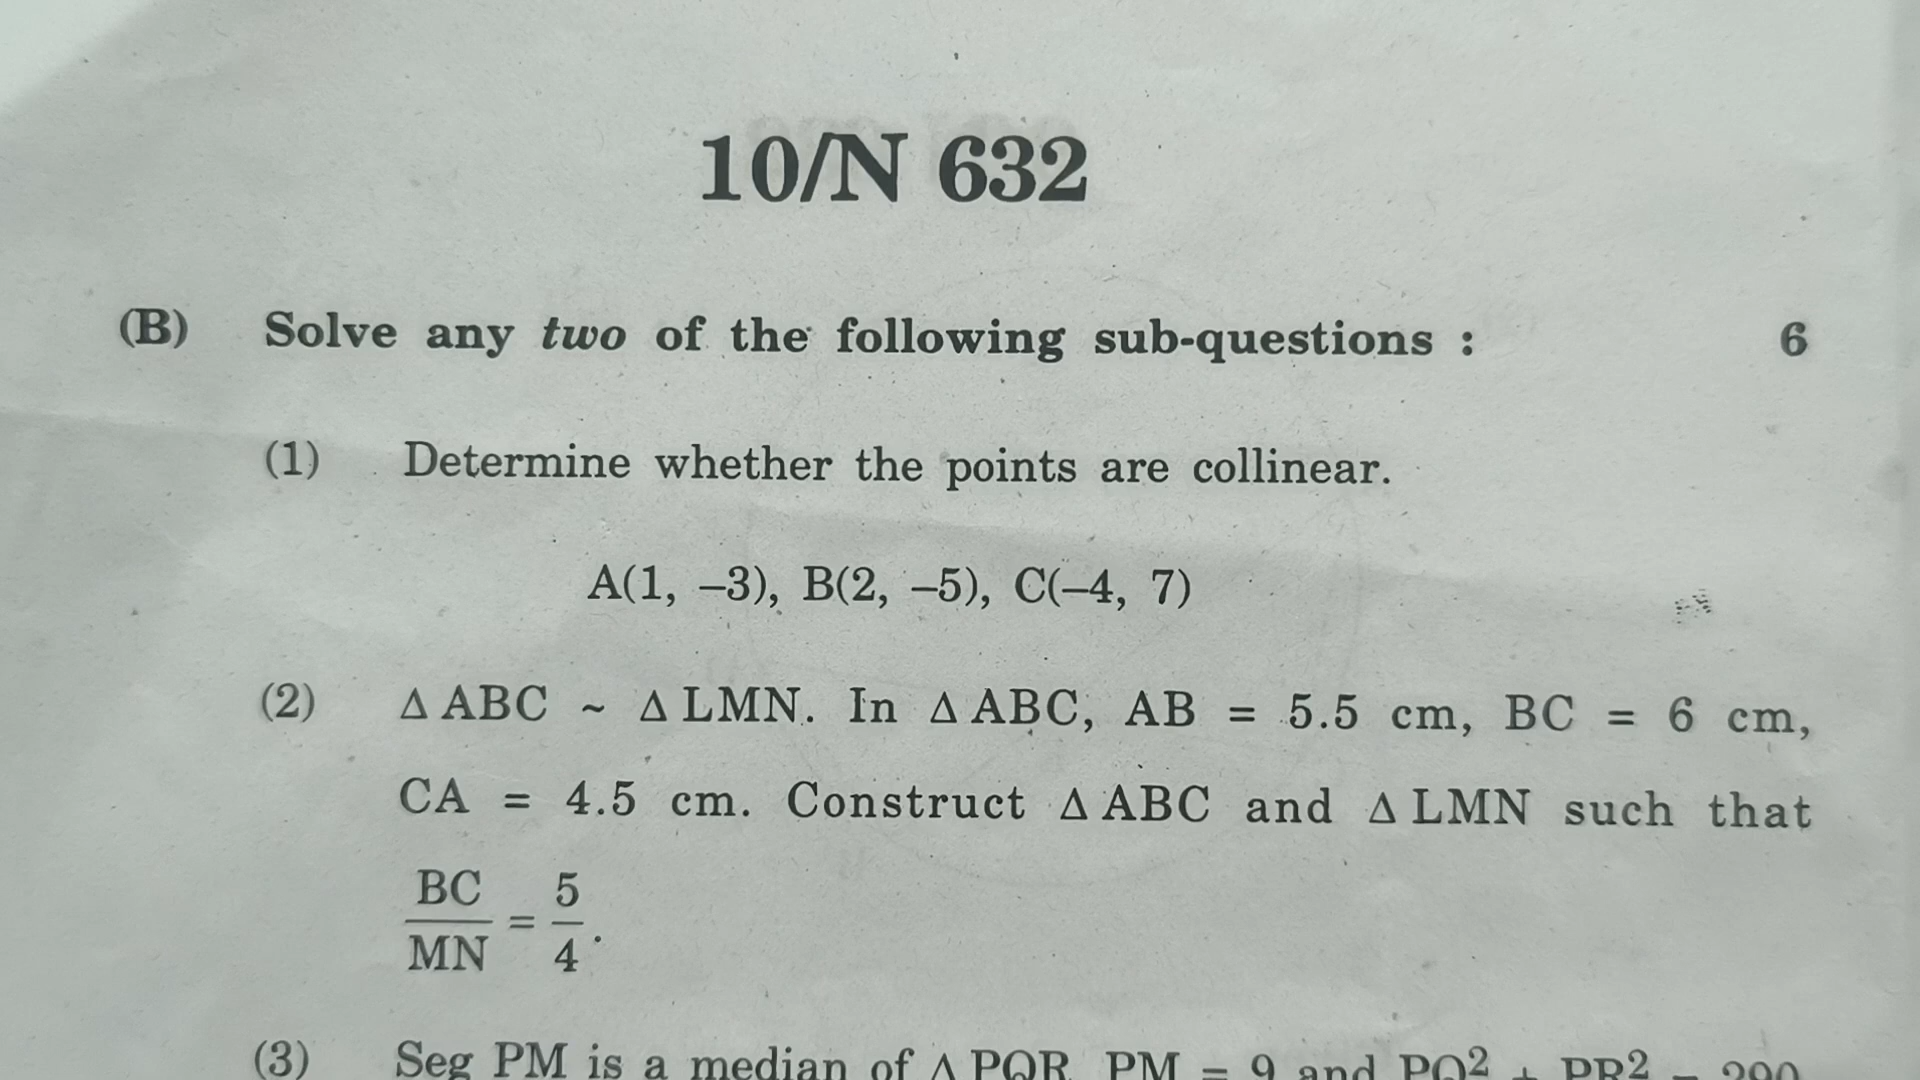 10/N 632
(B) Solve any two of the following sub-questions : 6
(1) Determine whether the points are collinear.
A(1, –3), B(2, –5), C(–4, 7)
(2) Δ ABC ~ Δ LMN. In Δ ABC, AB = 5.5 cm, BC = 6 cm,
CA = 4.5 cm. Construct Δ ABC and Δ LMN such that
BC/MN = 5/4.
(3) Seg PM is a median of Δ PQR. PM = 9 and PQ² + PR² = 290